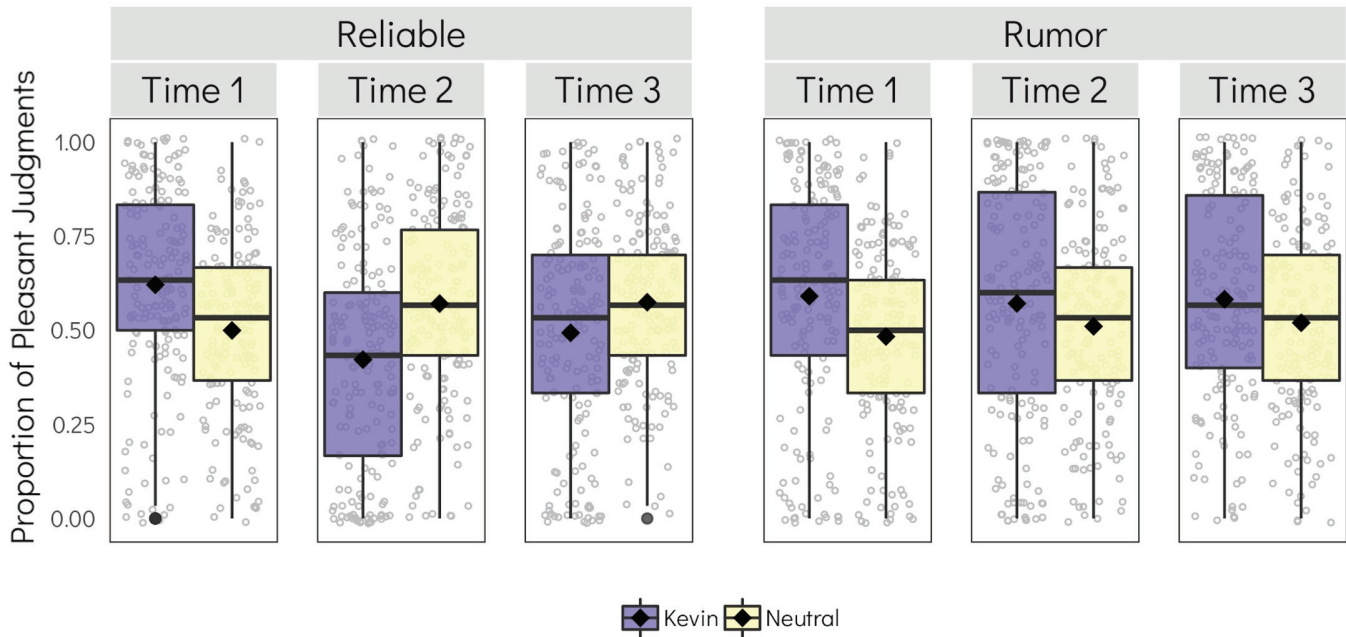 Reliable Rumor
Time 1 Time 2 Time 3 Time 1 Time 2 Time 3
Proportion of Pleasant Judgments
1.00
0.75
0.50
0.25
0.00
Kevin Neutral